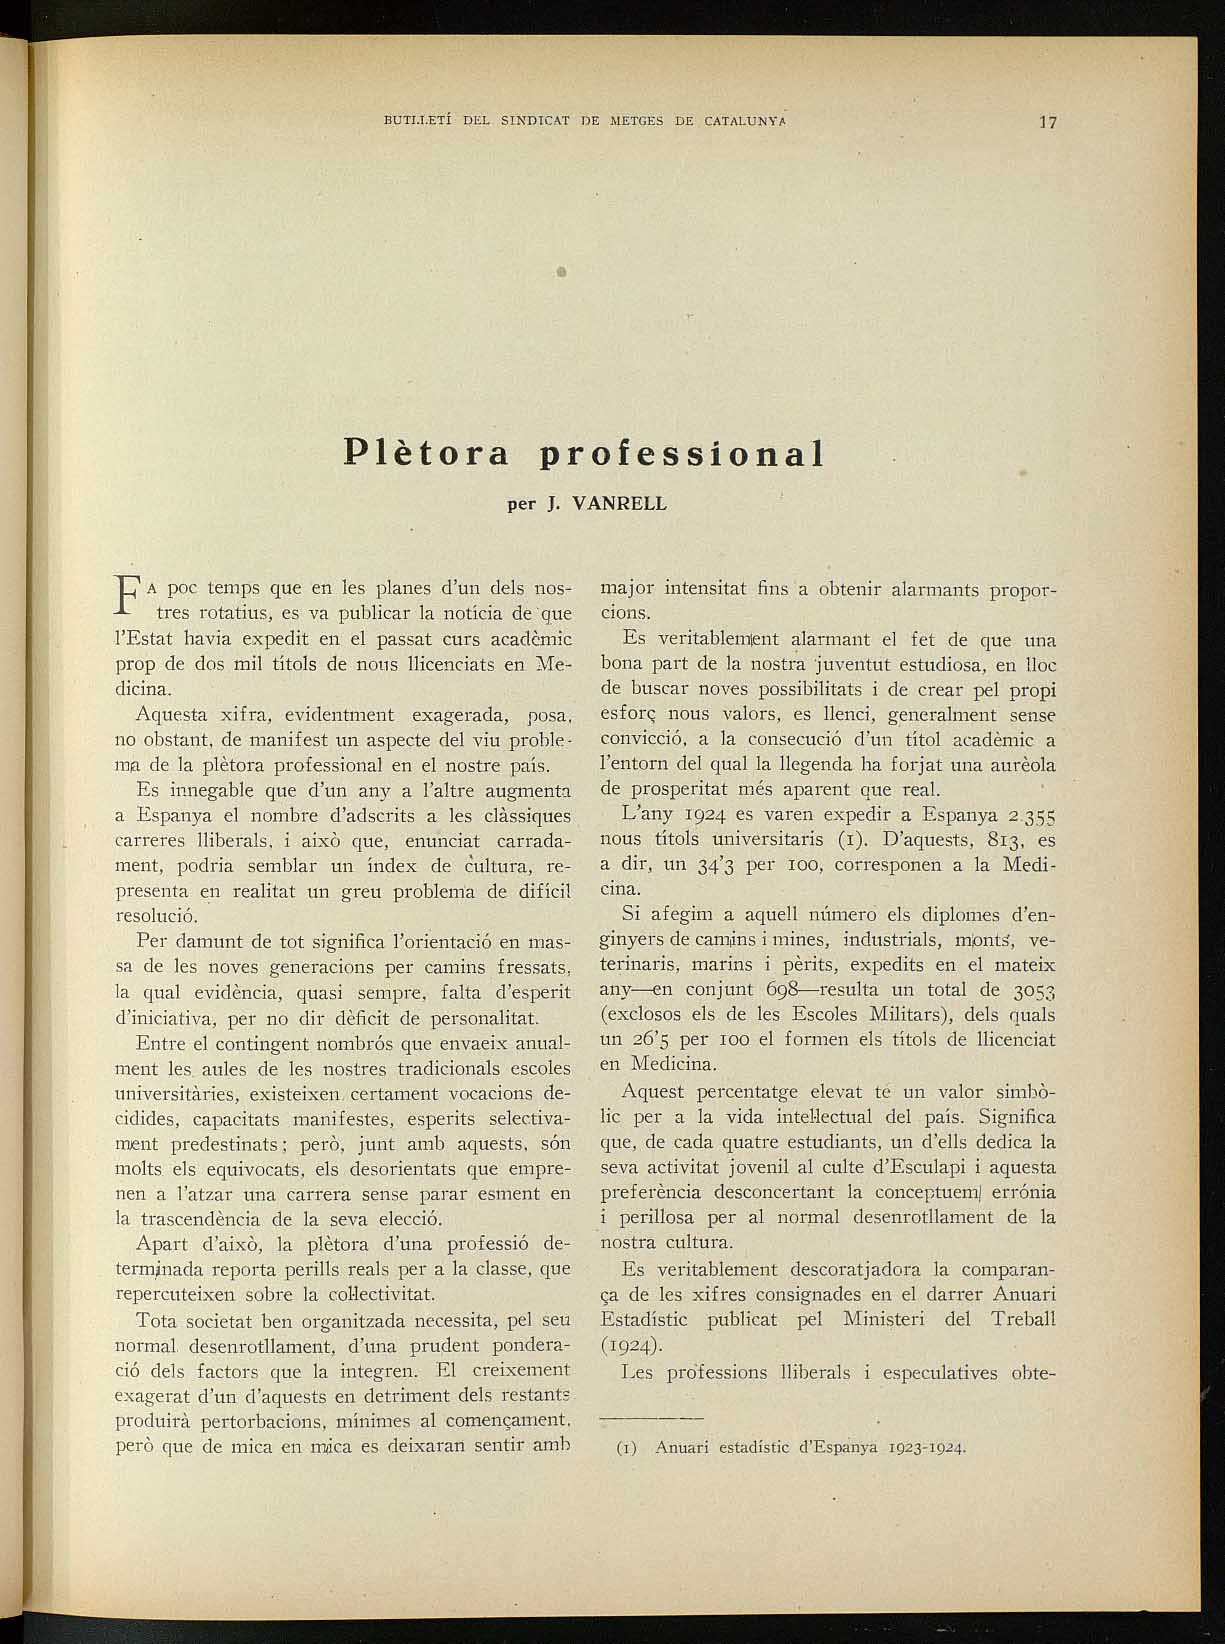 BUTLLETÍ DEL SINDICAT DE METGES DE CATALUNYA
17
Plètora professional
per J. VANRELL
FA poc temps que en les planes d'un dels nos-
tres rotatius, es va publicar la notícia de que
l'Estat havia expedit en el passat curs acadèmic
prop de dos mil títols de nous llicenciats en Me-
dicina.
Aquesta xifra, evidentment exagerada, posa,
no obstant, de manifest un aspecte del viu proble-
ma de la plètora professional en el nostre país.
Es innegable que d'un any a l'altre augmenta
a Espanya el nombre d'adscrits a les clàssiques
carreres lliberals, i això que, enunciat carrada-
ment, podria semblar un índex de cultura, re-
presenta en realitat un greu problema de difícil
resolució.
Per damunt de tot significa l'orientació en mas-
sa de les noves generacions per camins fressats,
la qual evidència, quasi sempre, falta d'esperit
d'iniciativa, per no dir dèficit de personalitat.
Entre el contingent nombrós que envaeix anual-
ment les aules de les nostres tradicionals escoles
universitàries, existeixen certament vocacions de-
cidides, capacitats manifestes, esperits selectiva-
ment predestinats; però, junt amb aquests, són
molts els equivocats, els desorientats que empre-
nen a l'atzar una carrera sense parar esment en
la trascendència de la seva elecció.
Apart d'això, la plètora d'una professió de-
terminada reporta perills reals per a la classe, que
repercuteixen sobre la col·lectivitat.
Tota societat ben organitzada necessita, pel seu
normal desenrotllament, d'una prudent pondera-
ció dels factors que la integren. El creixement
exagerat d'un d'aquests en detriment dels restants
produirà pertorbacions, mínimes al començament,
però que de mica en mica es deixaran sentir amb
major intensitat fins a obtenir alarmants propor-
cions.
Es veritablement alarmant el fet de que una
bona part de la nostra juventut estudiosa, en lloc
de buscar noves possibilitats i de crear pel propi
esforç nous valors, es llenci, generalment sense
convicció, a la consecució d'un títol acadèmic a
l'entorn del qual la llegenda ha forjat una aurèola
de prosperitat més aparent que real.
L'any 1924 es varen expedir a Espanya 2.355
nous títols universitaris (1). D'aquests, 813, es
a dir, un 34'3 per 100, corresponen a la Medi-
cina.
Si afegim a aquell número els diplomes d'en-
ginyers de camins i mines, industrials, monts, ve-
terinaris, marins i pèrits, expedits en el mateix
any—en conjunt 698—resulta un total de 3053
(exclosos els de les Escoles Militars), dels quals
un 26'5 per 100 el formen els títols de llicenciat
en Medicina.
Aquest percentatge elevat té un valor simbò-
lic per a la vida intel·lectual del país. Significa
que, de cada quatre estudiants, un d'ells dedica la
seva activitat jovenil al culte d'Esculapi i aquesta
preferència desconcertant la conceptuem errónia
i perillosa per al normal desenrotllament de la
nostra cultura.
Es veritablement descoratjadora la comparan-
ça de les xifres consignades en el darrer Anuari
Estadístic publicat pel Ministeri del Treball
(1924).
Les professions lliberals i especulatives obte-
(1) Anuari estadístic d'Espanya 1923-1924.